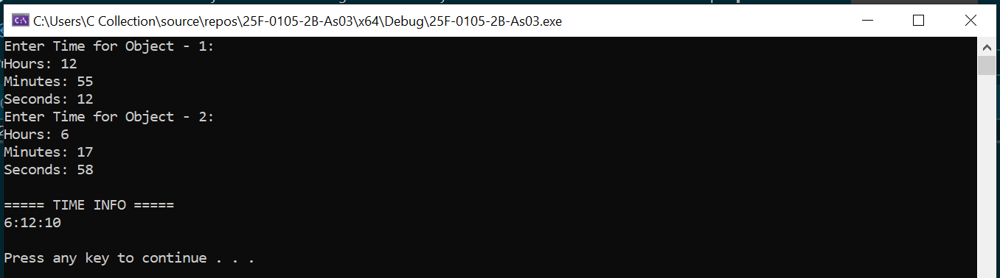 C:\Users\C Collection\source\repos\25F-0105-2B-As03\x64\Debug\25F-0105-2B-As03.exe
Enter Time for Object - 1:
Hours: 12
Minutes: 55
Seconds: 12
Enter Time for Object - 2:
Hours: 6
Minutes: 17
Seconds: 58
===== TIME INFO =====
6:12:10
Press any key to continue . . .